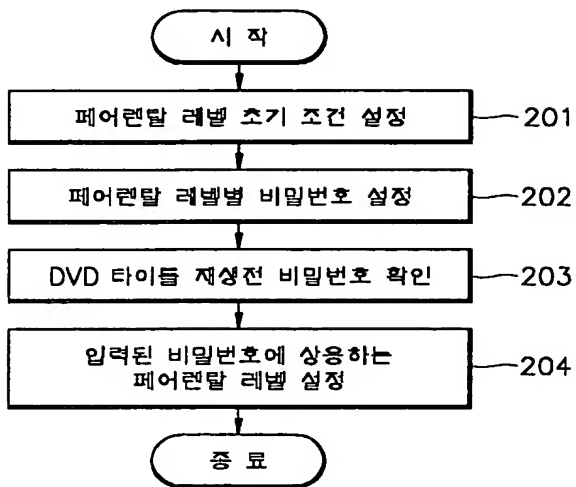 시 작
페어렌탈 레벨 초기 조건 설정
201
페어렌탈 레벨별 비밀번호 설정
202
DVD 타이틀 재생전 비밀번호 확인
203
입력된 비밀번호에 상응하는
페어렌탈 레벨 설정
204
종 료